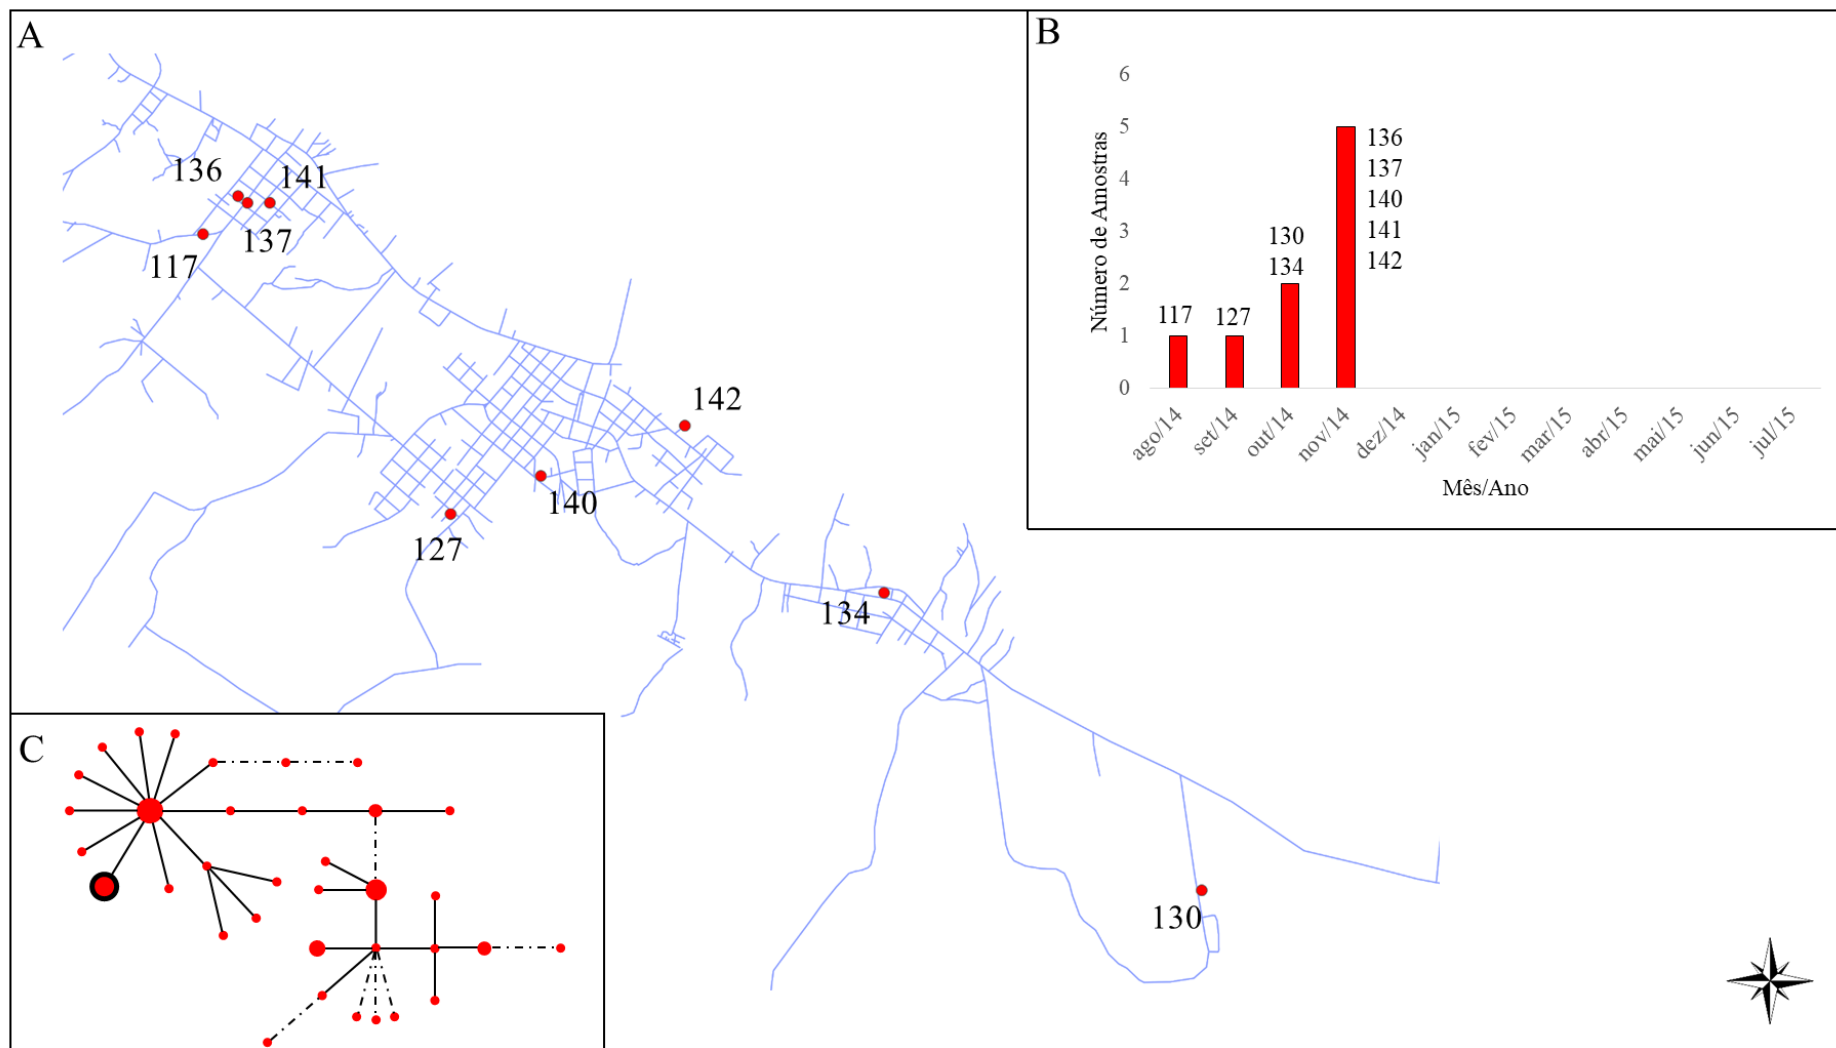 A
136
141
137
117
142
140
127
134
130
B
Número de Amostras
6
5
4
3
2
1
0
117
127
130
134
136
137
140
141
142
ago/14
set/14
out/14
nov/14
dez/14
jan/15
fev/15
mar/15
abr/15
mai/15
jun/15
jul/15
Mês/Ano
C